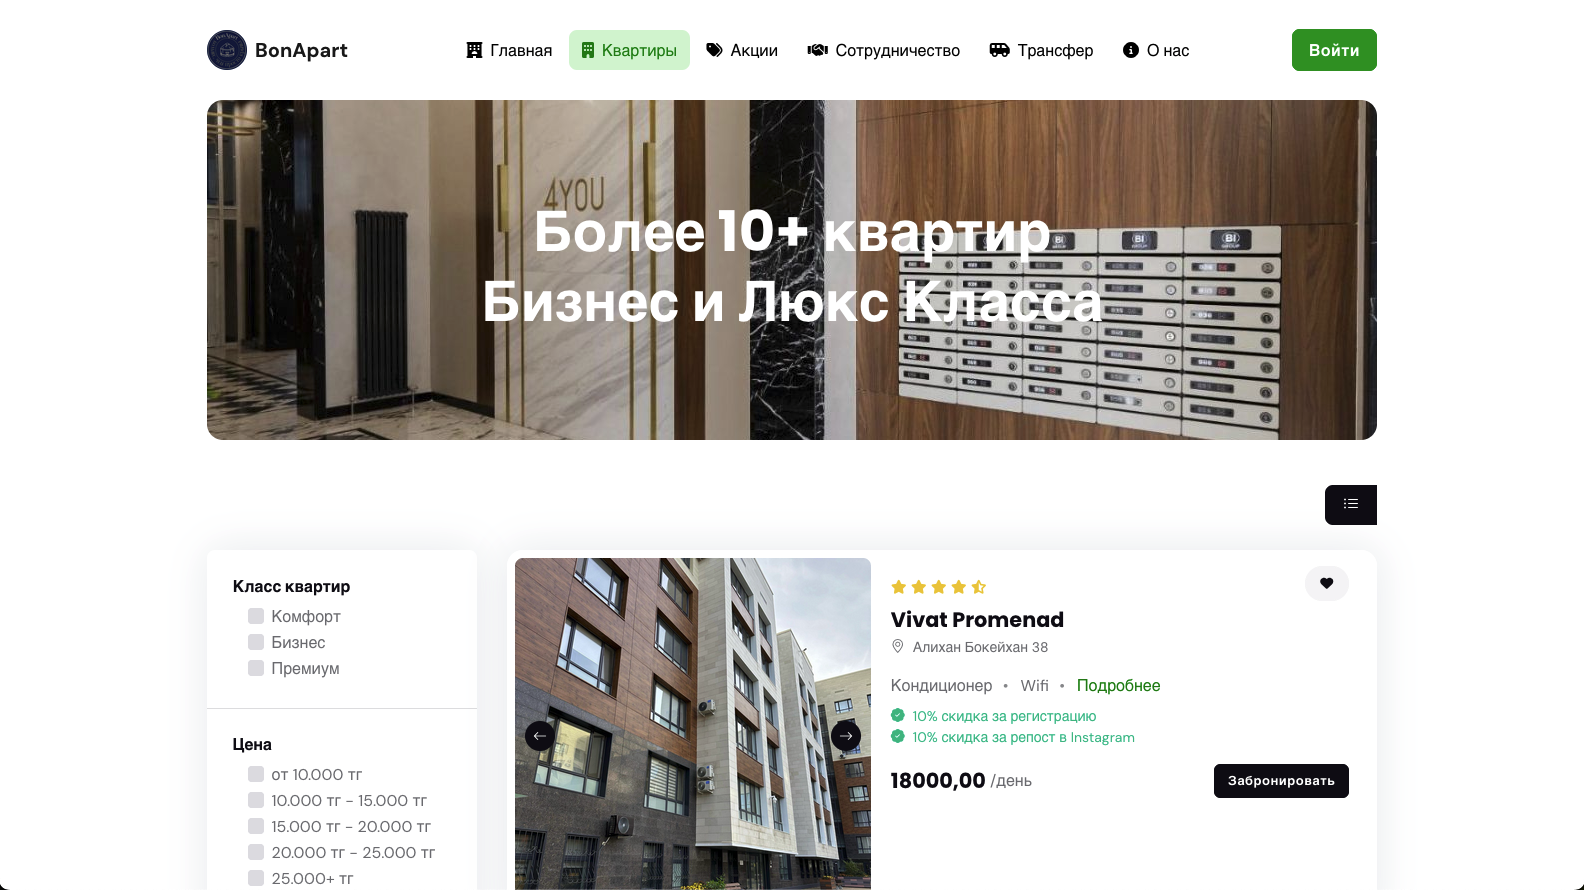 BonApart
Главная
Квартиры
Акции
Сотрудничество
Трансфер
О нас
Войти
4YOU
Более 10+ квартир
Бизнес и Люкс Класса
BI
BI
BI
Класс квартир
Комфорт
Бизнес
Премиум
Цена
от 10.000 тг
10.000 тг - 15.000 тг
15.000 тг - 20.000 тг
20.000 тг - 25.000 тг
25.000+ тг
Vivat Promenad
Алихан Бокейхан 38
Кондиционер • Wifi • Подробнее
10% скидка за регистрацию
10% скидка за репост в Instagram
18000,00 /день
Забронировать